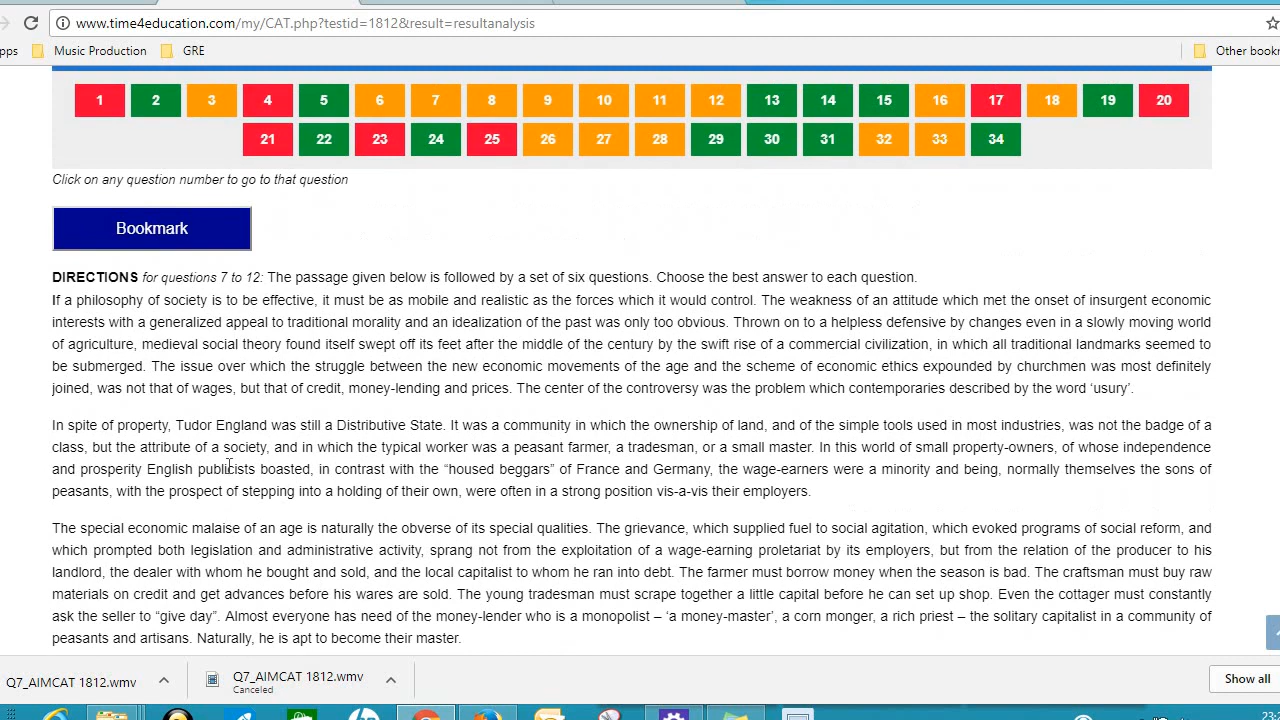 www.time4education.com/my/CAT.php?testid=1812&result=resultanalysis
pps Music Production GRE Other bookm
1 2 3 4 5 6 7 8 9 10 11 12 13 14 15 16 17 18 19 20
21 22 23 24 25 26 27 28 29 30 31 32 33 34
Click on any question number to go to that question
Bookmark
DIRECTIONS for questions 7 to 12: The passage given below is followed by a set of six questions. Choose the best answer to each question.
If a philosophy of society is to be effective, it must be as mobile and realistic as the forces which it would control. The weakness of an attitude which met the onset of insurgent economic
interests with a generalized appeal to traditional morality and an idealization of the past was only too obvious. Thrown on to a helpless defensive by changes even in a slowly moving world
of agriculture, medieval social theory found itself swept off its feet after the middle of the century by the swift rise of a commercial civilization, in which all traditional landmarks seemed to
be submerged. The issue over which the struggle between the new economic movements of the age and the scheme of economic ethics expounded by churchmen was most definitely
joined, was not that of wages, but that of credit, money-lending and prices. The center of the controversy was the problem which contemporaries described by the word ‘usury’.
In spite of property, Tudor England was still a Distributive State. It was a community in which the ownership of land, and of the simple tools used in most industries, was not the badge of a
class, but the attribute of a society, and in which the typical worker was a peasant farmer, a tradesman, or a small master. In this world of small property-owners, of whose independence
and prosperity English publicists boasted, in contrast with the “housed beggars” of France and Germany, the wage-earners were a minority and being, normally themselves the sons of
peasants, with the prospect of stepping into a holding of their own, were often in a strong position vis-a-vis their employers.
The special economic malaise of an age is naturally the obverse of its special qualities. The grievance, which supplied fuel to social agitation, which evoked programs of social reform, and
which prompted both legislation and administrative activity, sprang not from the exploitation of a wage-earning proletariat by its employers, but from the relation of the producer to his
landlord, the dealer with whom he bought and sold, and the local capitalist to whom he ran into debt. The farmer must borrow money when the season is bad. The craftsman must buy raw
materials on credit and get advances before his wares are sold. The young tradesman must scrape together a little capital before he can set up shop. Even the cottager must constantly
ask the seller to “give day”. Almost everyone has need of the money-lender who is a monopolist – ‘a money-master’, a corn monger, a rich priest – the solitary capitalist in a community of
peasants and artisans. Naturally, he is apt to become their master.
Q7_AIMCAT 1812.wmv Q7_AIMCAT 1812.wmv Show all
Canceled